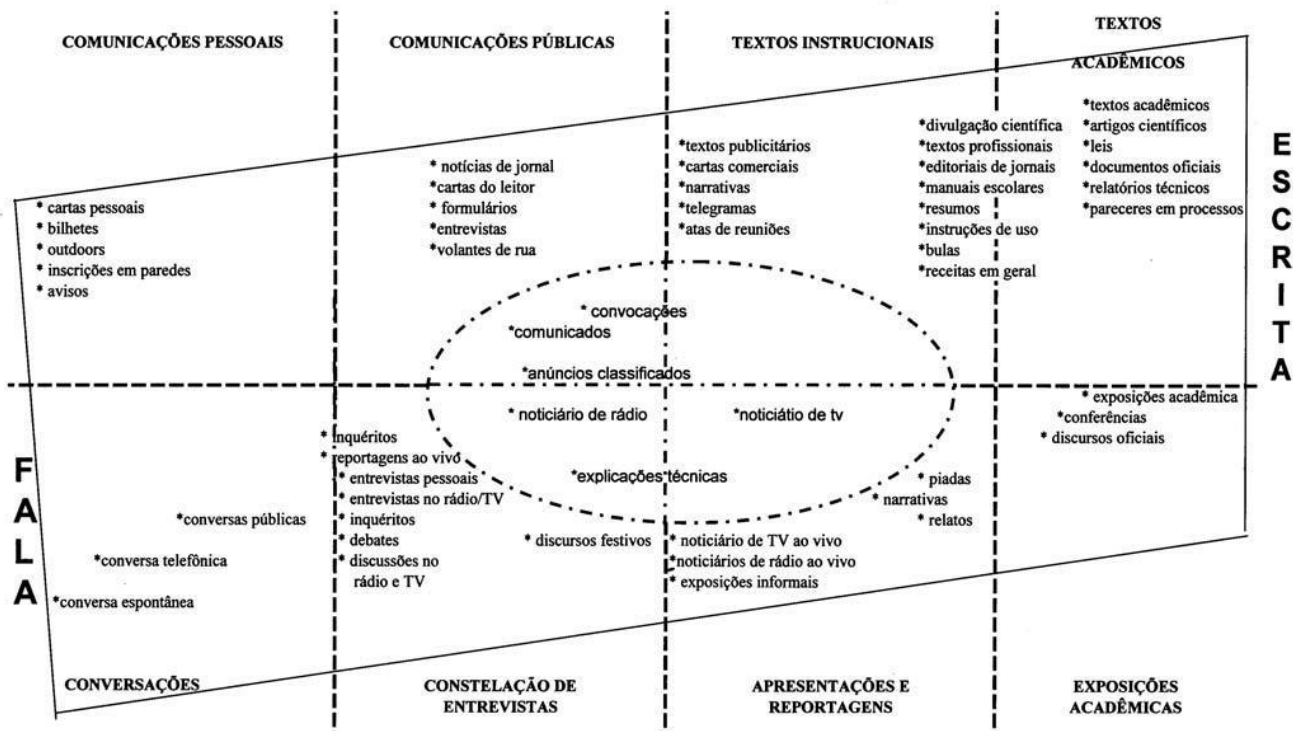 COMUNICAÇÕES PESSOAIS
COMUNICAÇÕES PÚBLICAS
TEXTOS INSTRUCIONAIS
TEXTOS
ACADÊMICOS
* cartas pessoais
* bilhetes
* outdoors
* inscrições em paredes
* avisos
* notícias de jornal
*cartas do leitor
* formulários
*entrevistas
*volantes de rua
*textos publicitários
*cartas comerciais
*narrativas
*telegramas
*atas de reuniões
*divulgação científica
*textos profissionais
*editoriais de jornais
*manuais escolares
*resumos
*instruções de uso
*bulas
*receitas em geral
*textos acadêmicos
*artigos científicos
*leis
*documentos oficiais
*relatórios técnicos
*pareceres em processos
ESCRITA
*convocações
*comunicados
*anúncios classificados
*noticiário de rádio
*noticiátio de tv
*explicações técnicas
FALA
*conversas públicas
*conversa telefônica
*conversa espontânea
* inquéritos
* reportagens ao vivo
* entrevistas pessoais
* entrevistas no rádio/TV
* inquéritos
* debates
* discussões no
rádio e TV
* discursos festivos
* noticiário de TV ao vivo
*noticiários de rádio ao vivo
* exposições informais
* piadas
* narrativas
* relatos
* exposições acadêmica
*conferências
* discursos oficiais
CONVERSAÇÕES
CONSTELAÇÃO DE
ENTREVISTAS
APRESENTAÇÕES E
REPORTAGENS
EXPOSIÇÕES
ACADÊMICAS